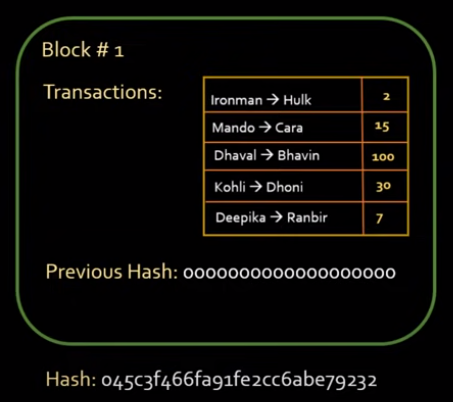 Block # 1
Transactions:
Ironman → Hulk 2
Mando → Cara 15
Dhaval → Bhavin 100
Kohli → Dhoni 30
Deepika → Ranbir 7
Previous Hash: 00000000000000000000
Hash: 045c3f466fa91fe2cc6abe79232